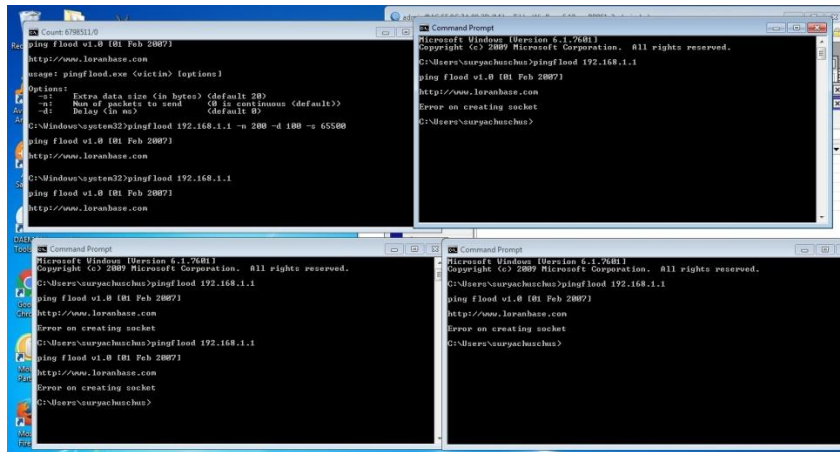 Count: 6798511/0
ping flood v1.0 [01 Feb 2007]
http://www.loranbase.com
usage: pingflood.exe <victim> [options]
Options:
-s: Extra data size (in bytes) (default 20)
-n: Num of packets to send (0 is continuous (default))
-d: Delay (in ms) (default 0)
C:\Windows\system32>pingflood 192.168.1.1 -n 200 -d 100 -s 65500
ping flood v1.0 [01 Feb 2007]
http://www.loranbase.com
C:\Windows\system32>pingflood 192.168.1.1
ping flood v1.0 [01 Feb 2007]
http://www.loranbase.com
Command Prompt
Microsoft Windows [Version 6.1.7601]
Copyright (c) 2009 Microsoft Corporation. All rights reserved.
C:\Users\suryachuschus>pingflood 192.168.1.1
ping flood v1.0 [01 Feb 2007]
http://www.loranbase.com
Error on creating socket
C:\Users\suryachuschus>
Command Prompt
Microsoft Windows [Version 6.1.7601]
Copyright (c) 2009 Microsoft Corporation. All rights reserved.
C:\Users\suryachuschus>pingflood 192.168.1.1
ping flood v1.0 [01 Feb 2007]
http://www.loranbase.com
Error on creating socket
C:\Users\suryachuschus>pingflood 192.168.1.1
ping flood v1.0 [01 Feb 2007]
http://www.loranbase.com
Error on creating socket
C:\Users\suryachuschus>
Command Prompt
Microsoft Windows [Version 6.1.7601]
Copyright (c) 2009 Microsoft Corporation. All rights reserved.
C:\Users\suryachuschus>pingflood 192.168.1.1
ping flood v1.0 [01 Feb 2007]
http://www.loranbase.com
Error on creating socket
C:\Users\suryachuschus>